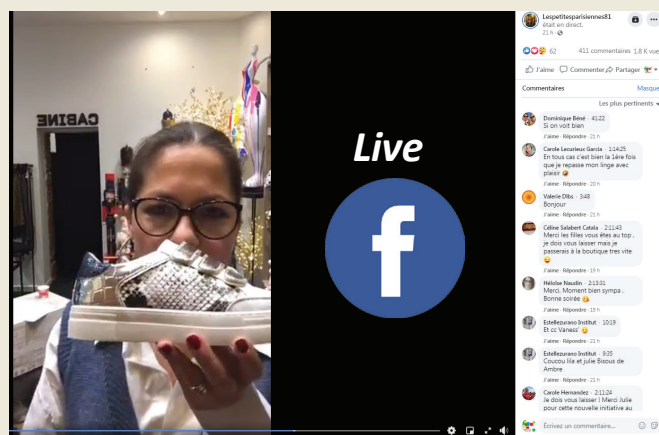 CABINE
Live
Lespetitesparisiennes81
était en direct.
21 h
62
411 commentaires 1,8 K vue
J'aime Commenter Partager
Commentaires Masque
Les plus pertinents
Dominique Béné · 41:22
Si on voit bien
J'aime · Répondre · 21 h
Carole Lecurieux Garcia · 1:14:25
En tous cas c'est bien la 1ère fois
que je repasse mon linge avec
plaisir
J'aime · Répondre · 20 h
Valerie Dlbs · 3:48
Bonjour
J'aime · Répondre · 21 h
Céline Salabert Catala · 2:11:43
Merci les filles vous êtes au top .
je dois vous laisser mais je
passerais à la boutique tres vite
J'aime · Répondre · 19 h
Héloïse Naudin · 2:13:31
Merci. Moment bien sympa .
Bonne soirée
J'aime · Répondre · 19 h
Estellezurano Institut · 10:19
Et cc Vaness'
J'aime · Répondre · 21 h
Estellezurano Institut · 9:35
Coucou lila et julie Bisous de
Ambre
J'aime · Répondre · 21 h
Carole Hernandez · 2:11:24
Je dois vous laisser ! Merci Julie
pour cette nouvelle initiative au
Écrivez un commentaire...